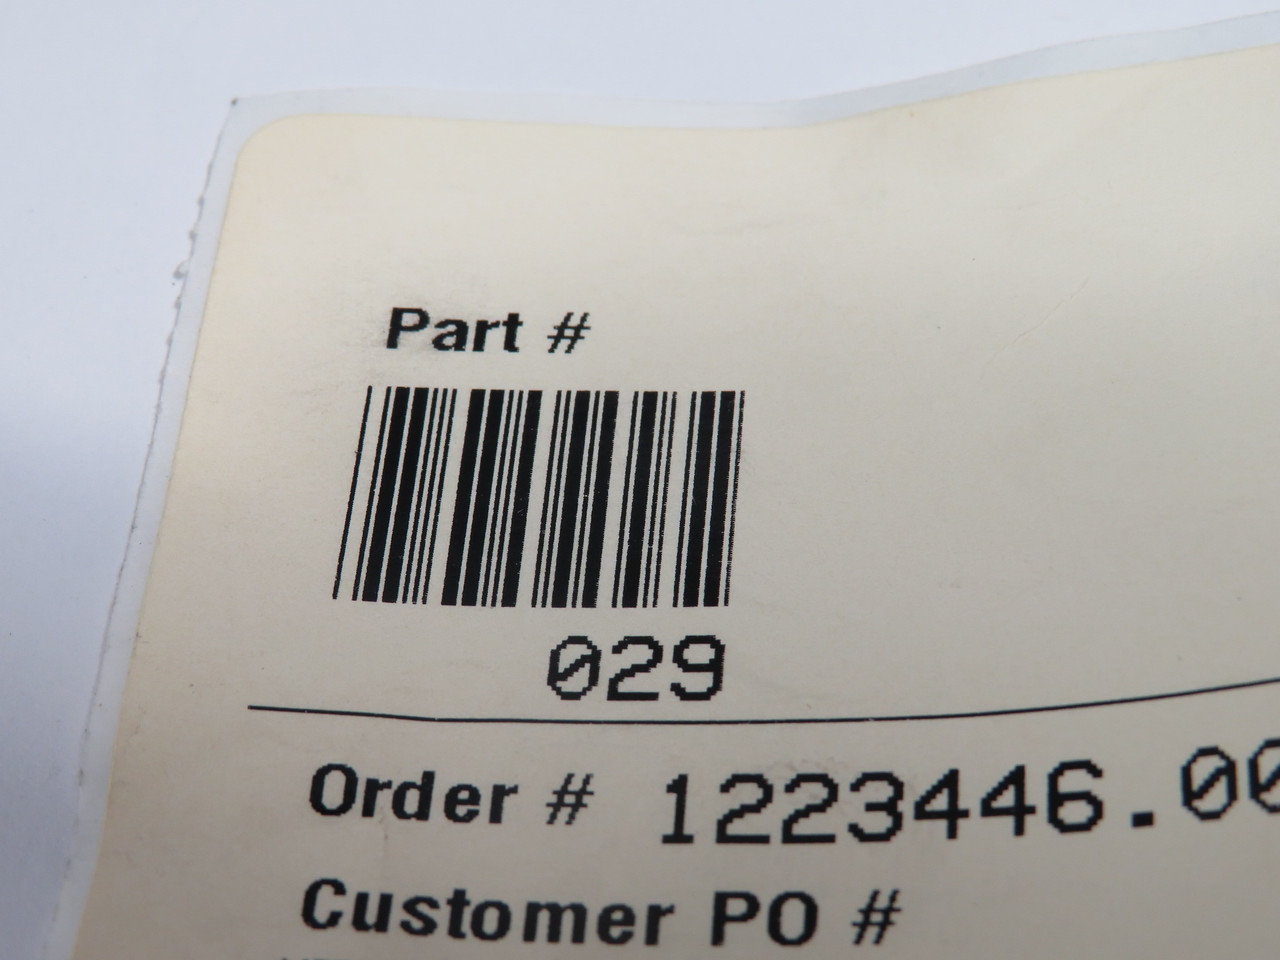 Part #
029
Order # 1223446.00
Customer PO #